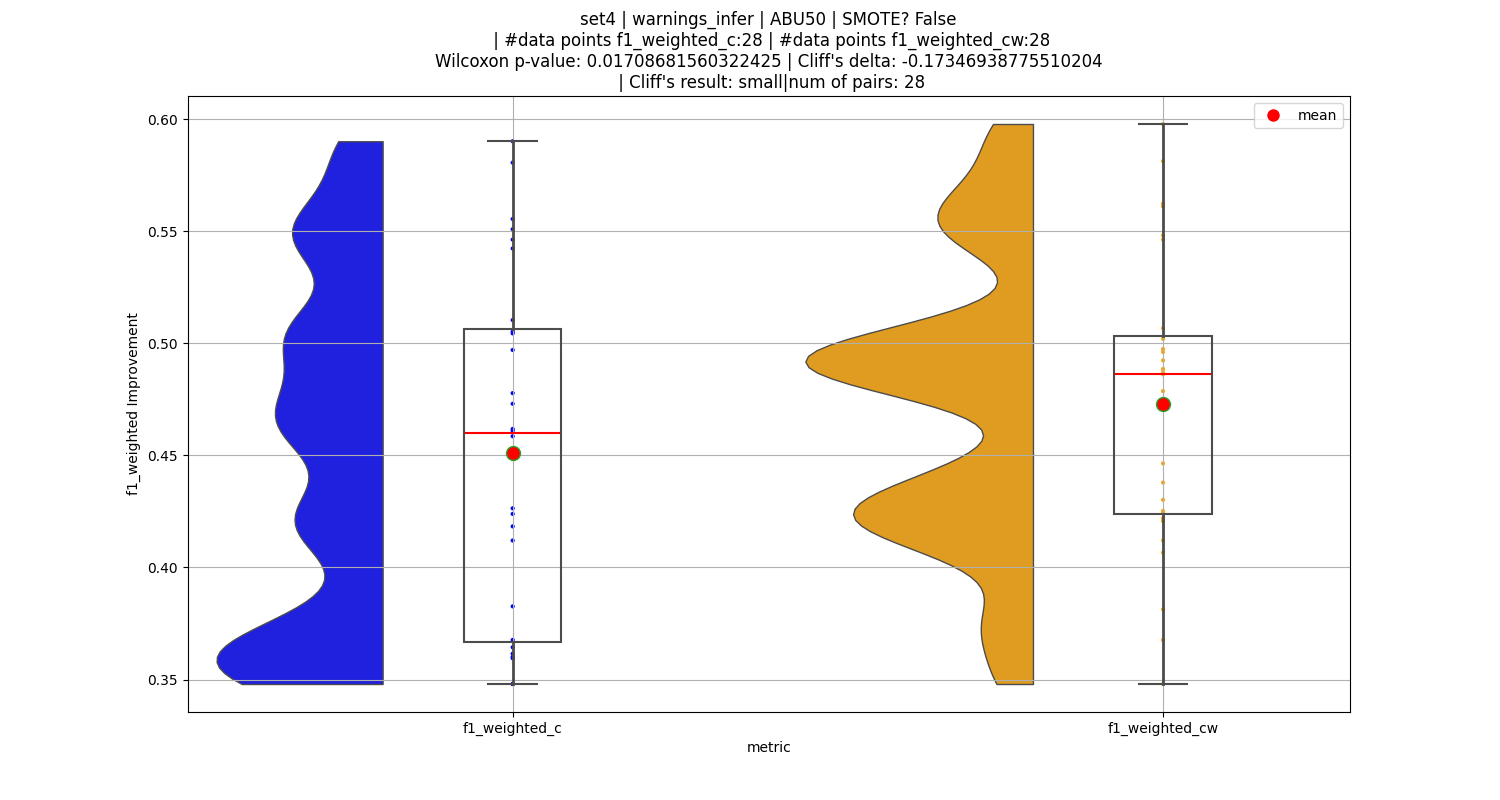 set4 | warnings_infer | ABU50 | SMOTE? False
| #data points f1_weighted_c:28 | #data points f1_weighted_cw:28
Wilcoxon p-value: 0.01708681560322425 | Cliff's delta: -0.17346938775510204
| Cliff's result: small|num of pairs: 28
mean
0.60
0.55
0.50
0.45
0.40
0.35
f1_weighted Improvement
f1_weighted_c
f1_weighted_cw
metric